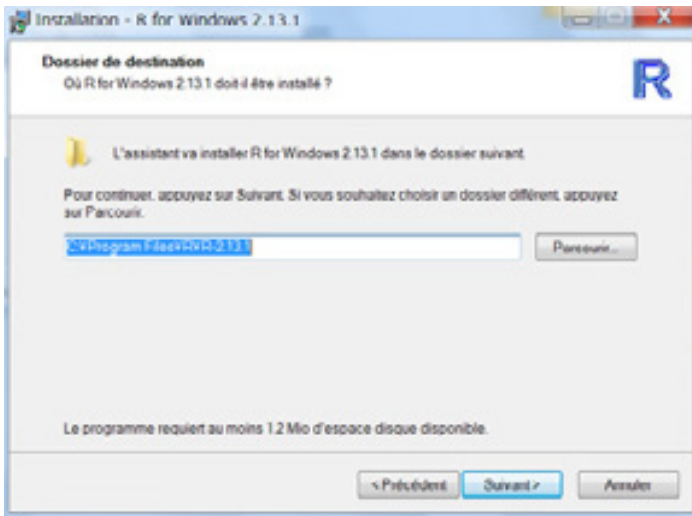 Installation - R for Windows 2.13.1
Dossier de destination
Où R for Windows 2.13.1 doit-il être installé ?
R
L'assistant va installer R for Windows 2.13.1 dans le dossier suivant.
Pour continuer, appuyez sur Suivant. Si vous souhaitez choisir un dossier différent, appuyez
sur Parcourir.
C:¥Program Files¥R¥R-2.13.1
Parcourir...
Le programme requiert au moins 1.2 Mio d'espace disque disponible.
< Précédent
Suivant >
Annuler